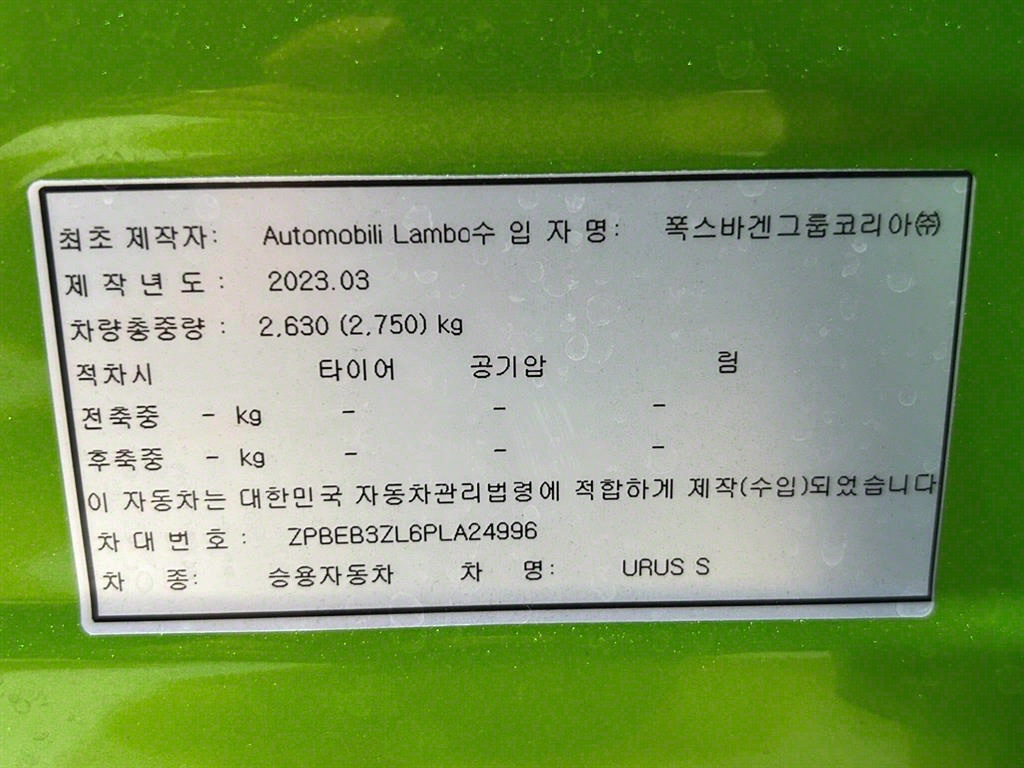 최초 제작자: Automobili Lambo수 입 자 명: 폭스바겐그룹코리아㈜
제 작 년 도 : 2023.03
차량총중량 : 2,630 (2,750) kg
적차시 타이어 공기압 림
전축중 - kg - - -
후축중 - kg - - -
이 자동차는 대한민국 자동차관리법령에 적합하게 제작(수입)되었습니다
차 대 번 호 : ZPBEB3ZL6PLA24996
차 종: 승용자동차 차 명: URUS S